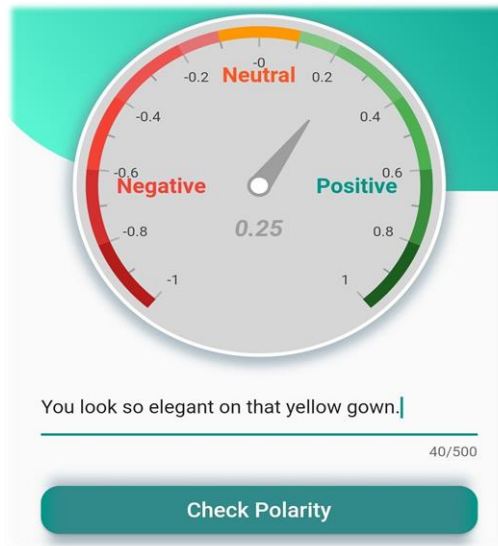 -0
-0.2
Neutral
0.2
-0.4
0.4
-0.6
0.6
Negative
Positive
-0.8
0.25
0.8
-1
1
You look so elegant on that yellow gown.
40/500
Check Polarity